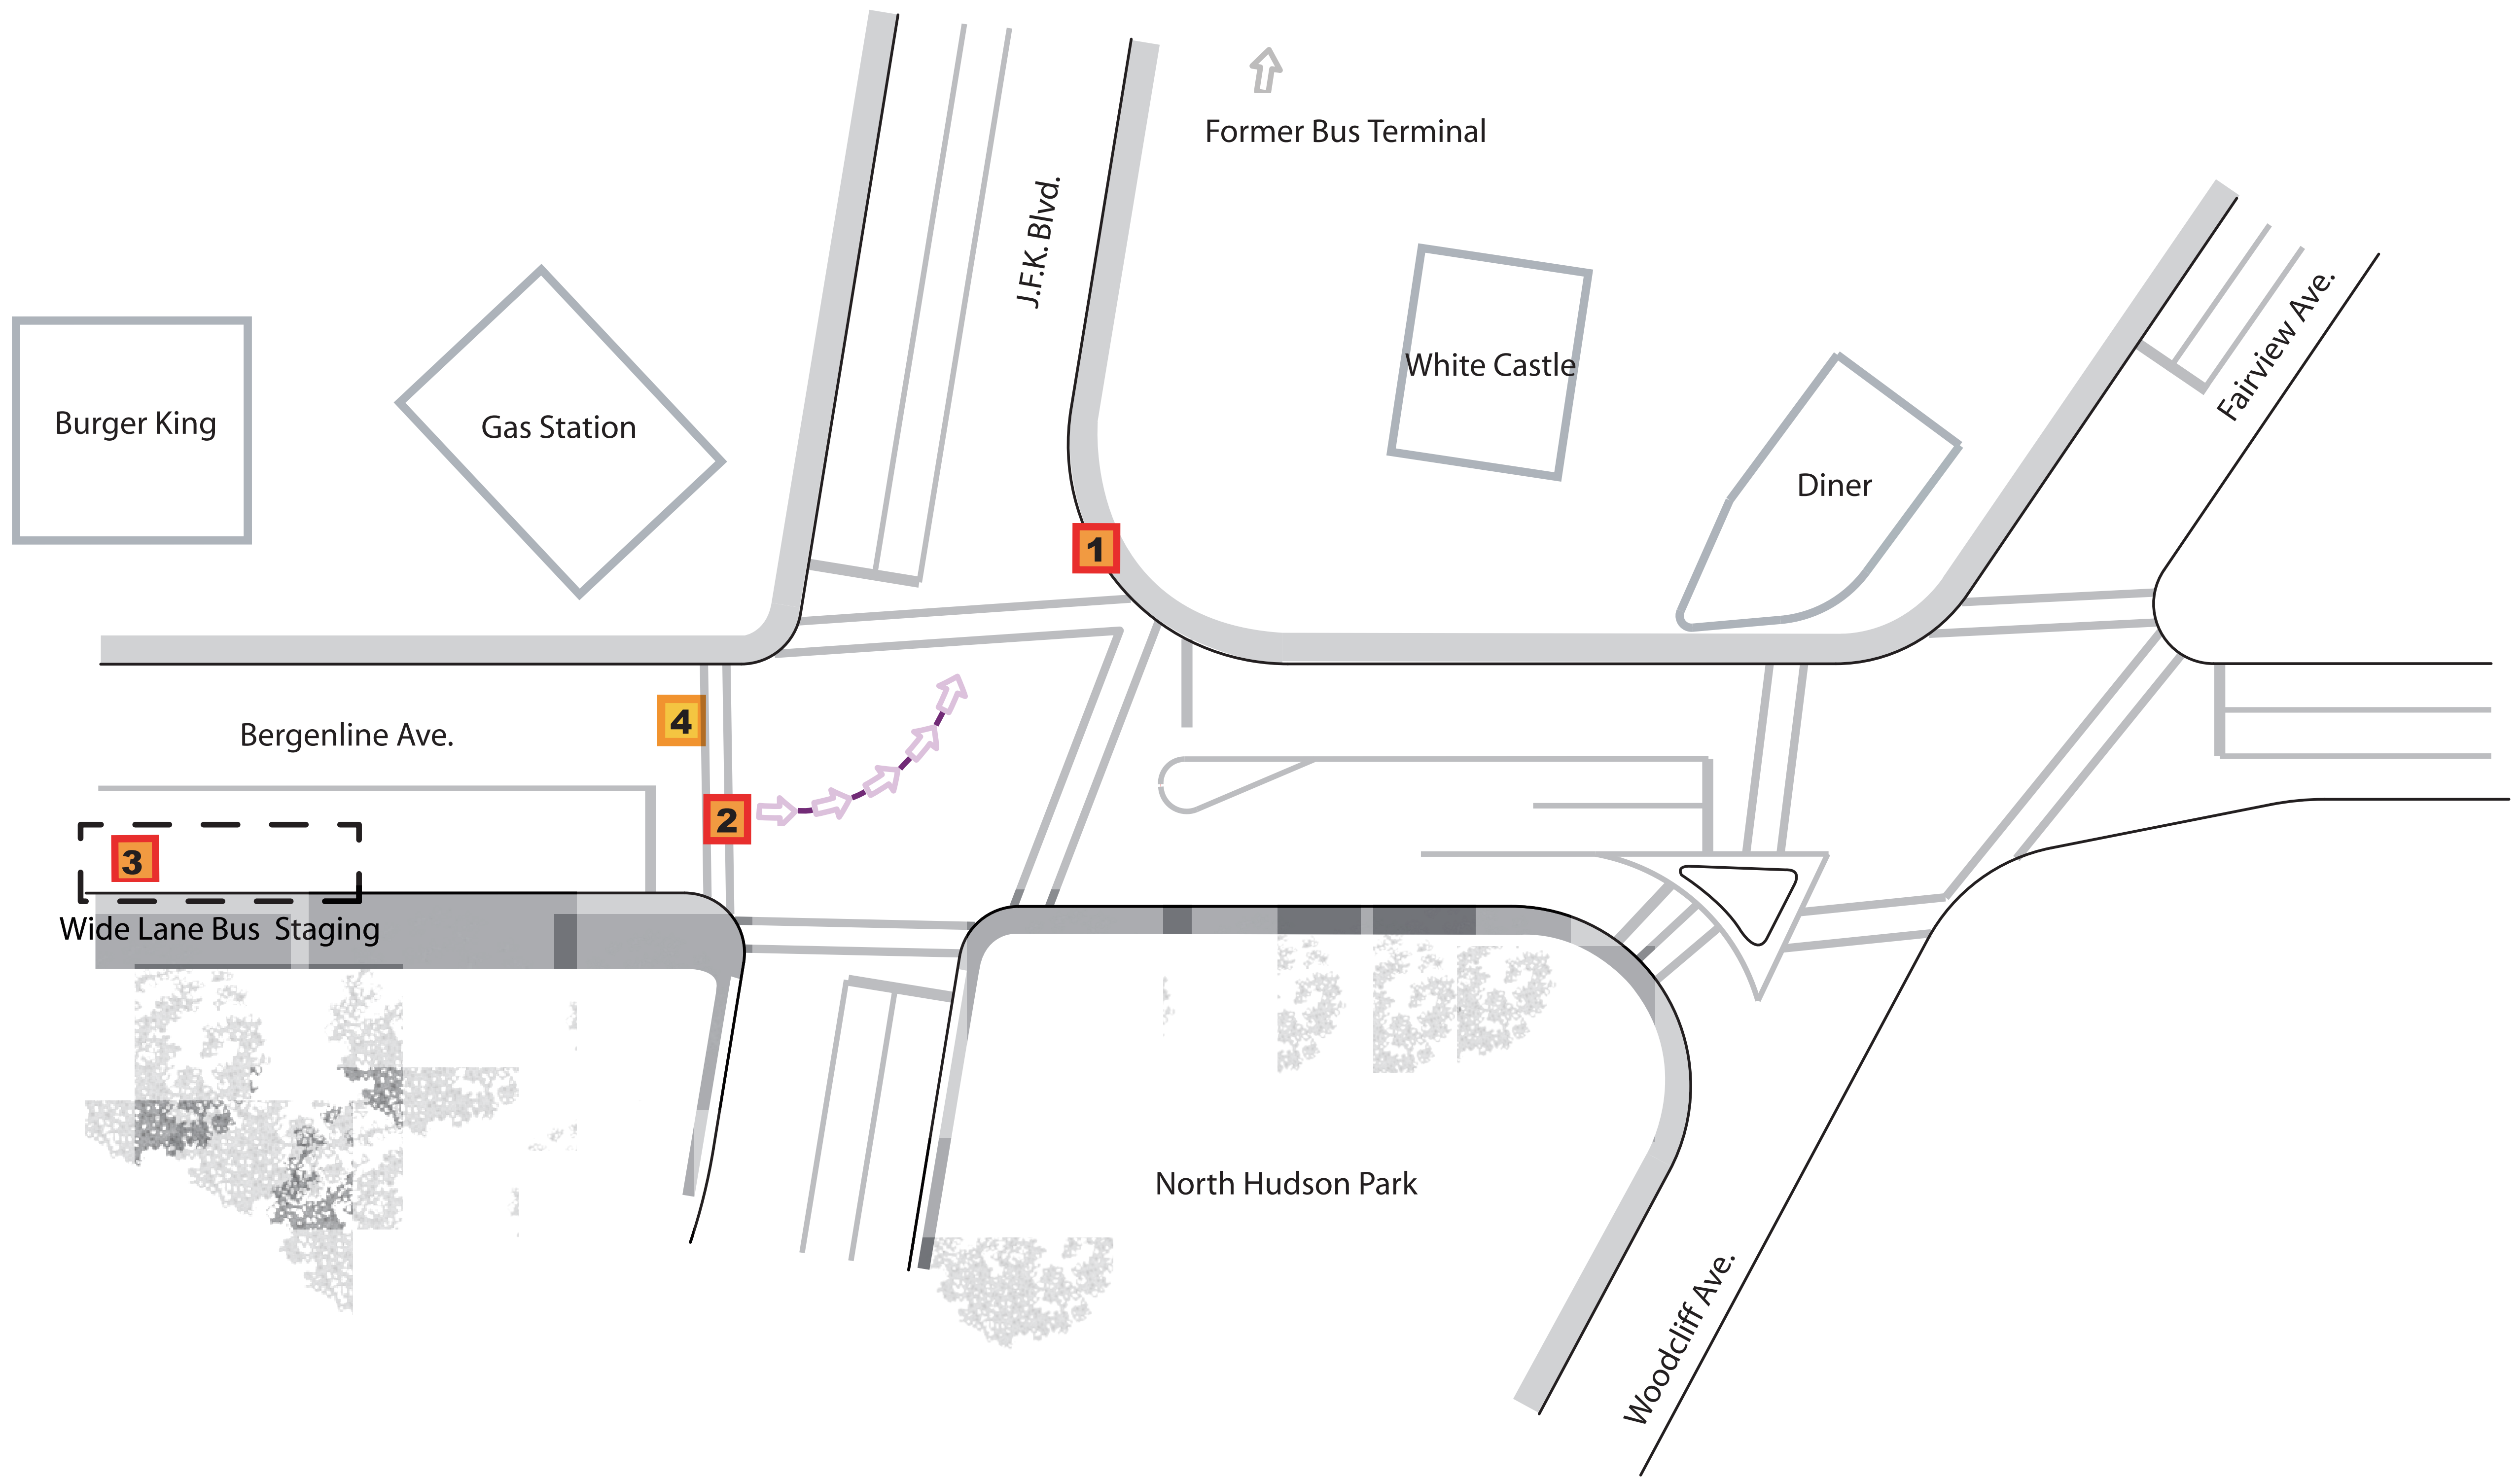 Former Bus Terminal
J.F.K. Blvd.
Fairview Ave.
White Castle
Burger King
Gas Station
Diner
1
4
Bergenline Ave.
2
3
Wide Lane Bus Staging
North Hudson Park
Woodcliff Ave.